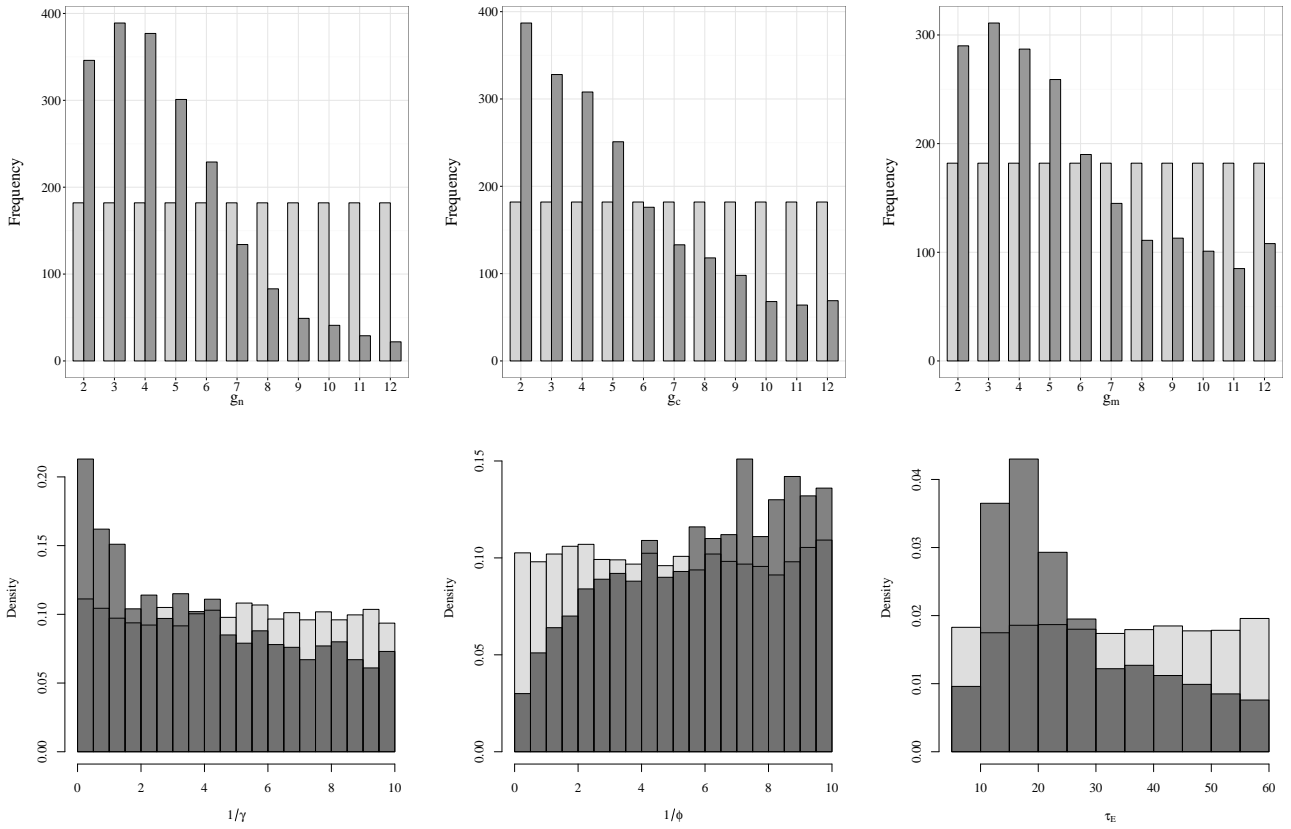 400
300
200
100
0
Frequency
2 3 4 5 6 7 8 9 10 11 12
gn
400
300
200
100
0
Frequency
2 3 4 5 6 7 8 9 10 11 12
gc
300
200
100
0
Frequency
2 3 4 5 6 7 8 9 10 11 12
gm
0.20
0.15
0.10
0.05
0.00
Density
0 2 4 6 8 10
1/γ
0.15
0.10
0.05
0.00
Density
0 2 4 6 8 10
1/ϕ
0.04
0.03
0.02
0.01
0.00
Density
10 20 30 40 50 60
τE